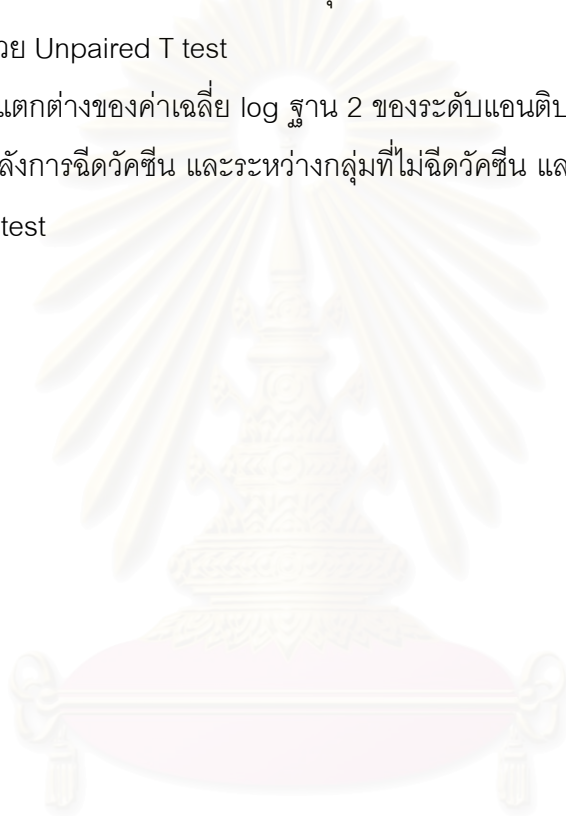 วย Unpaired T test
แตกต่างของค่าเฉลี่ย log ฐาน 2 ของระดับแอนติบ
ลังการฉีดวัคซีน และระหว่างกลุ่มที่ไม่ฉีดวัคซีน แล
test